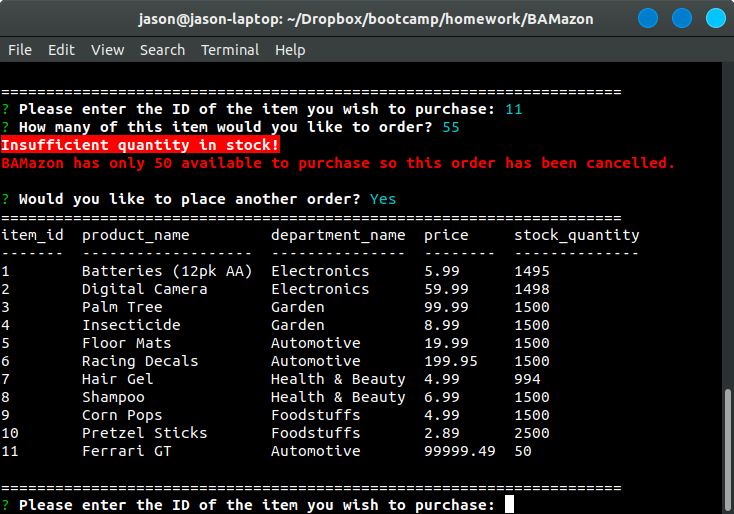 jason@jason-laptop: ~/Dropbox/bootcamp/homework/BAMazon
File Edit View Search Terminal Help
=====================================================================
? Please enter the ID of the item you wish to purchase: 11
? How many of this item would you like to order? 55
Insufficient quantity in stock!
BAMazon has only 50 available to purchase so this order has been cancelled.
? Would you like to place another order? Yes
=====================================================================
item_id  product_name         department_name  price     stock_quantity
-------  -------------------  ---------------  --------  --------------
1        Batteries (12pk AA)  Electronics      5.99      1495
2        Digital Camera       Electronics      59.99     1498
3        Palm Tree            Garden           99.99     1500
4        Insecticide          Garden           8.99      1500
5        Floor Mats           Automotive       19.99     1500
6        Racing Decals        Automotive       199.95    1500
7        Hair Gel             Health & Beauty  4.99      994
8        Shampoo              Health & Beauty  6.99      1500
9        Corn Pops            Foodstuffs       4.99      1500
10       Pretzel Sticks       Foodstuffs       2.89      2500
11       Ferrari GT           Automotive       99999.49  50
=====================================================================
? Please enter the ID of the item you wish to purchase: